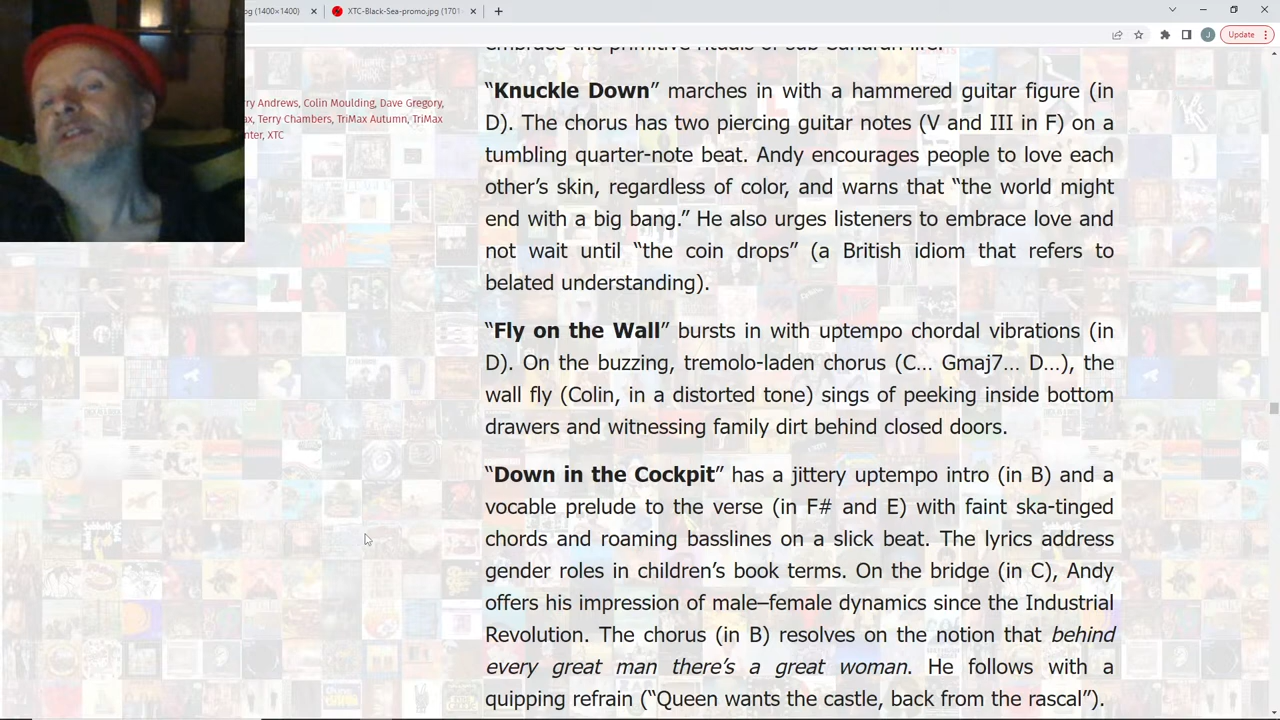 pg (1400×1400)
XTC-Black-Sea-promo.jpg (1701
J
Update
embrace the primitive rituals of sub-Saharan life.
rry Andrews, Colin Moulding, Dave Gregory,
ax, Terry Chambers, TriMax Autumn, TriMax
nter, XTC
“Knuckle Down” marches in with a hammered guitar figure (in
D). The chorus has two piercing guitar notes (V and III in F) on a
tumbling quarter-note beat. Andy encourages people to love each
other’s skin, regardless of color, and warns that “the world might
end with a big bang.” He also urges listeners to embrace love and
not wait until “the coin drops” (a British idiom that refers to
belated understanding).
“Fly on the Wall” bursts in with uptempo chordal vibrations (in
D). On the buzzing, tremolo-laden chorus (C… Gmaj7… D…), the
wall fly (Colin, in a distorted tone) sings of peeking inside bottom
drawers and witnessing family dirt behind closed doors.
“Down in the Cockpit” has a jittery uptempo intro (in B) and a
vocable prelude to the verse (in F# and E) with faint ska-tinged
chords and roaming basslines on a slick beat. The lyrics address
gender roles in children’s book terms. On the bridge (in C), Andy
offers his impression of male–female dynamics since the Industrial
Revolution. The chorus (in B) resolves on the notion that behind
every great man there’s a great woman. He follows with a
quipping refrain (“Queen wants the castle, back from the rascal”).